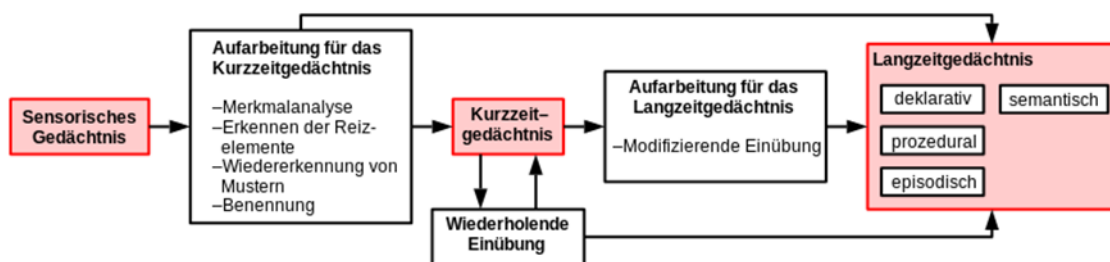 Sensorisches
Gedächtnis
Aufarbeitung für das
Kurzzeitgedächtnis
–Merkmalanalyse
–Erkennen der Reiz-
elemente
–Wiedererkennung von
Mustern
–Benennung
Kurzzeit–
gedächtnis
Wiederholende
Einübung
Aufarbeitung für das
Langzeitgedächtnis
–Modifizierende Einübung
Langzeitgedächtnis
deklarativ
semantisch
prozedural
episodisch